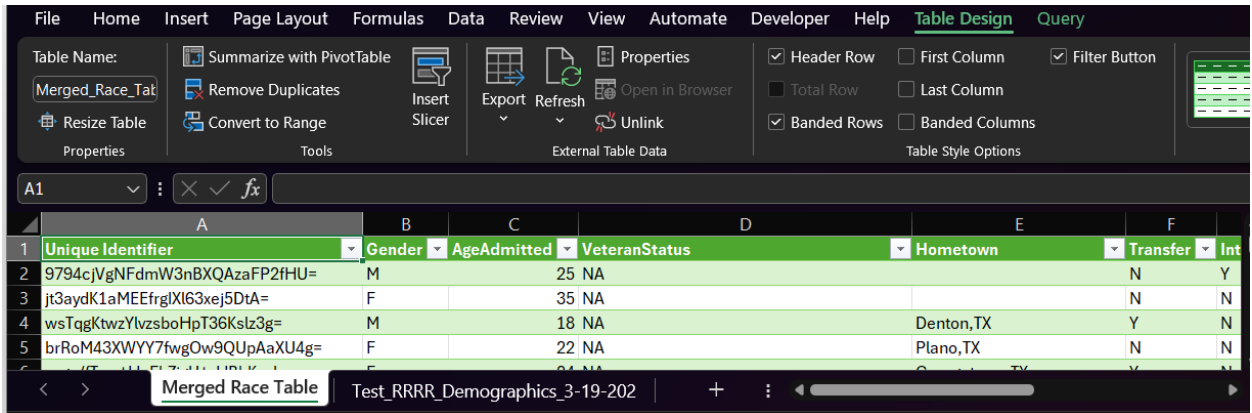 File Home Insert Page Layout Formulas Data Review View Automate Developer Help Table Design Query
Table Name: Summarize with PivotTable Properties Header Row First Column Filter Button
Merged_Race_Tab Remove Duplicates Insert Slicer Export Refresh Open in Browser Total Row Last Column
Resize Table Convert to Range Unlink Banded Rows Banded Columns
Properties Tools External Table Data Table Style Options
A1 fx
A B C D E F
1 Unique Identifier Gender AgeAdmitted VeteranStatus Hometown Transfer Int
2 9794cjVgNFdmW3nBXQAzaFP2fHU= M 25 NA N Y
3 jt3aydK1aMEEfrglXl63xej5DtA= F 35 NA N N
4 wsTqgKtwzYlvzsboHpT36Kslz3g= M 18 NA Denton,TX Y N
5 brRoM43XWYY7fwgOw9QUpAaXU4g= F 22 NA Plano,TX N N
Merged Race Table Test_RRRR_Demographics_3-19-202